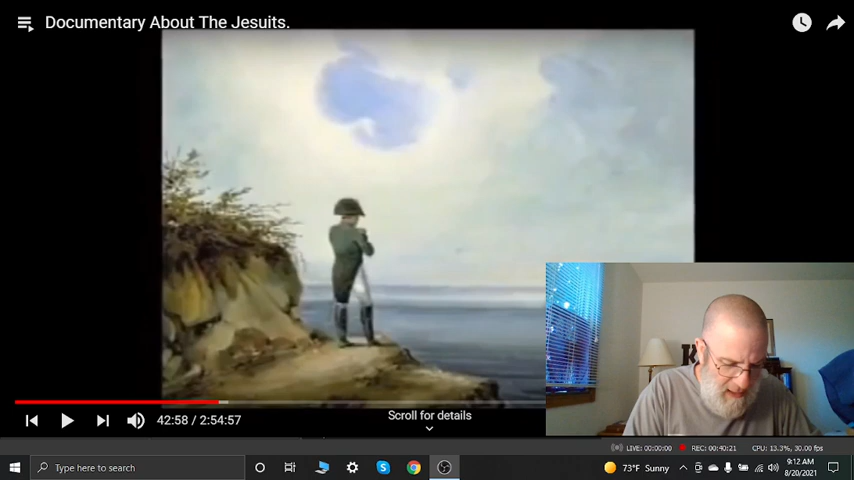 Documentary About The Jesuits.
42:58 / 2:54:57
Scroll for details
LIVE: 00:00:00
REC: 00:40:21
CPU: 13.3%, 30.00 fps
Type here to search
73°F Sunny
9:12 AM
8/20/2021